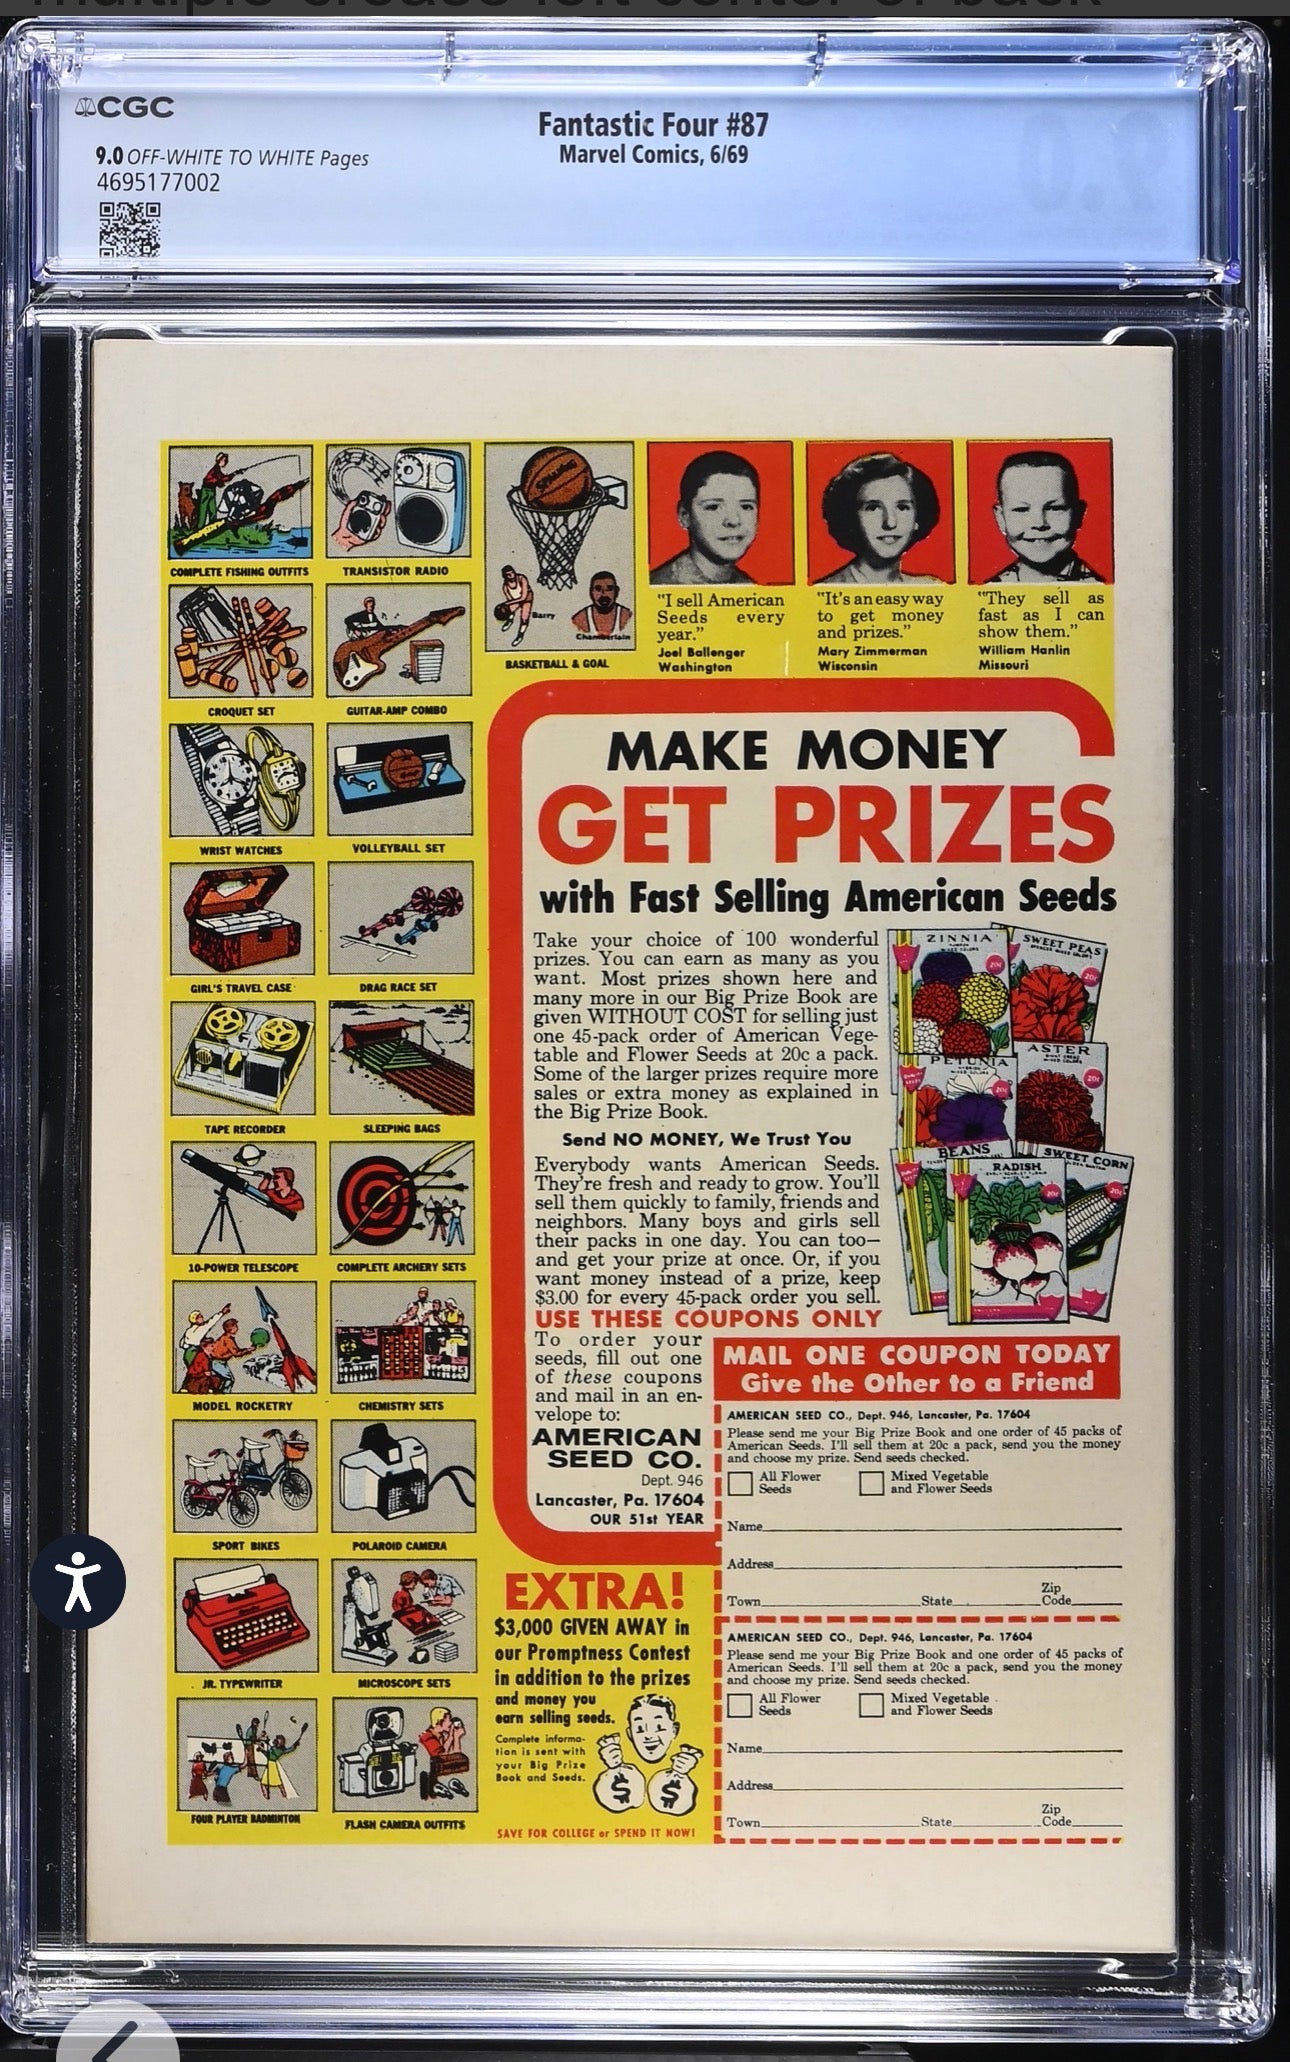 multiple crease left center of back
CGC
Fantastic Four #87
Marvel Comics, 6/69
9.0 OFF-WHITE TO WHITE Pages
4695177002
COMPLETE FISHING OUTFITS
TRANSISTOR RADIO
SPALDING
Barry
Chamberlain
BASKETBALL & GOAL
"I sell American
Seeds every
year."
Joel Ballenger
Washington
"It's an easy way
to get money
and prizes."
Mary Zimmerman
Wisconsin
"They sell as
fast as I can
show them."
William Hanlin
Missouri
CROQUET SET
GUITAR-AMP COMBO
WRIST WATCHES
VOLLEYBALL SET
GIRL'S TRAVEL CASE
DRAG RACE SET
TAPE RECORDER
SLEEPING BAGS
10-POWER TELESCOPE
COMPLETE ARCHERY SETS
MODEL ROCKETRY
CHEMISTRY SETS
SPORT BIKES
POLAROID CAMERA
JR. TYPEWRITER
MICROSCOPE SETS
FOUR PLAYER BADMINTON
FLASH CAMERA OUTFITS
MAKE MONEY
GET PRIZES
with Fast Selling American Seeds
Take your choice of 100 wonderful
prizes. You can earn as many as you
want. Most prizes shown here and
many more in our Big Prize Book are
given WITHOUT COST for selling just
one 45-pack order of American Vege-
table and Flower Seeds at 20c a pack.
Some of the larger prizes require more
sales or extra money as explained in
the Big Prize Book.
Send NO MONEY, We Trust You
Everybody wants American Seeds.
They're fresh and ready to grow. You'll
sell them quickly to family, friends and
neighbors. Many boys and girls sell
their packs in one day. You can too—
and get your prize at once. Or, if you
want money instead of a prize, keep
$3.00 for every 45-pack order you sell.
USE THESE COUPONS ONLY
To order your
seeds, fill out one
of these coupons
and mail in an en-
velope to:
AMERICAN
SEED CO.
Dept. 946
Lancaster, Pa. 17604
OUR 51st YEAR
ZINNIA
20¢
SWEET PEAS
20¢
PETUNIA
20¢
ASTER
20¢
BEANS
RADISH
20¢
SWEET CORN
20¢
MAIL ONE COUPON TODAY
Give the Other to a Friend
AMERICAN SEED CO., Dept. 946, Lancaster, Pa. 17604
Please send me your Big Prize Book and one order of 45 packs of
American Seeds. I'll sell them at 20c a pack, send you the money
and choose my prize. Send seeds checked.
All Flower
Seeds
Mixed Vegetable
and Flower Seeds
Name
Address
Town State Zip Code
AMERICAN SEED CO., Dept. 946, Lancaster, Pa. 17604
Please send me your Big Prize Book and one order of 45 packs of
American Seeds. I'll sell them at 20c a pack, send you the money
and choose my prize. Send seeds checked.
All Flower
Seeds
Mixed Vegetable
and Flower Seeds
Name
Address
Town State Zip Code
EXTRA!
$3,000 GIVEN AWAY in
our Promptness Contest
in addition to the prizes
and money you
earn selling seeds.
Complete informa-
tion is sent with
your Big Prize
Book and Seeds.
$ $
SAVE FOR COLLEGE or SPEND IT NOW!